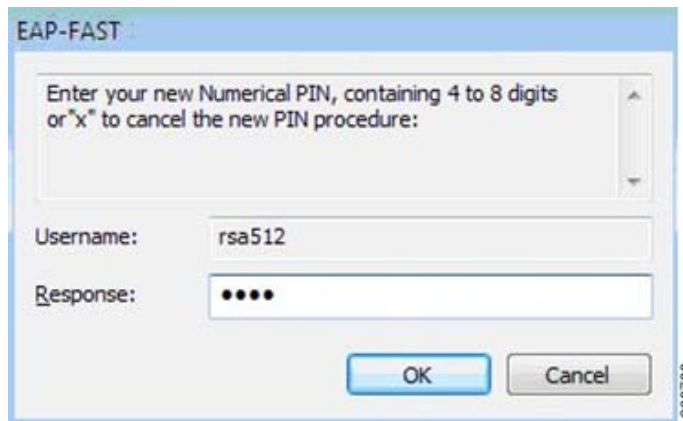 EAP-FAST
Enter your new Numerical PIN, containing 4 to 8 digits
or"x" to cancel the new PIN procedure:
Username: rsa512
Response: ••••
OK Cancel